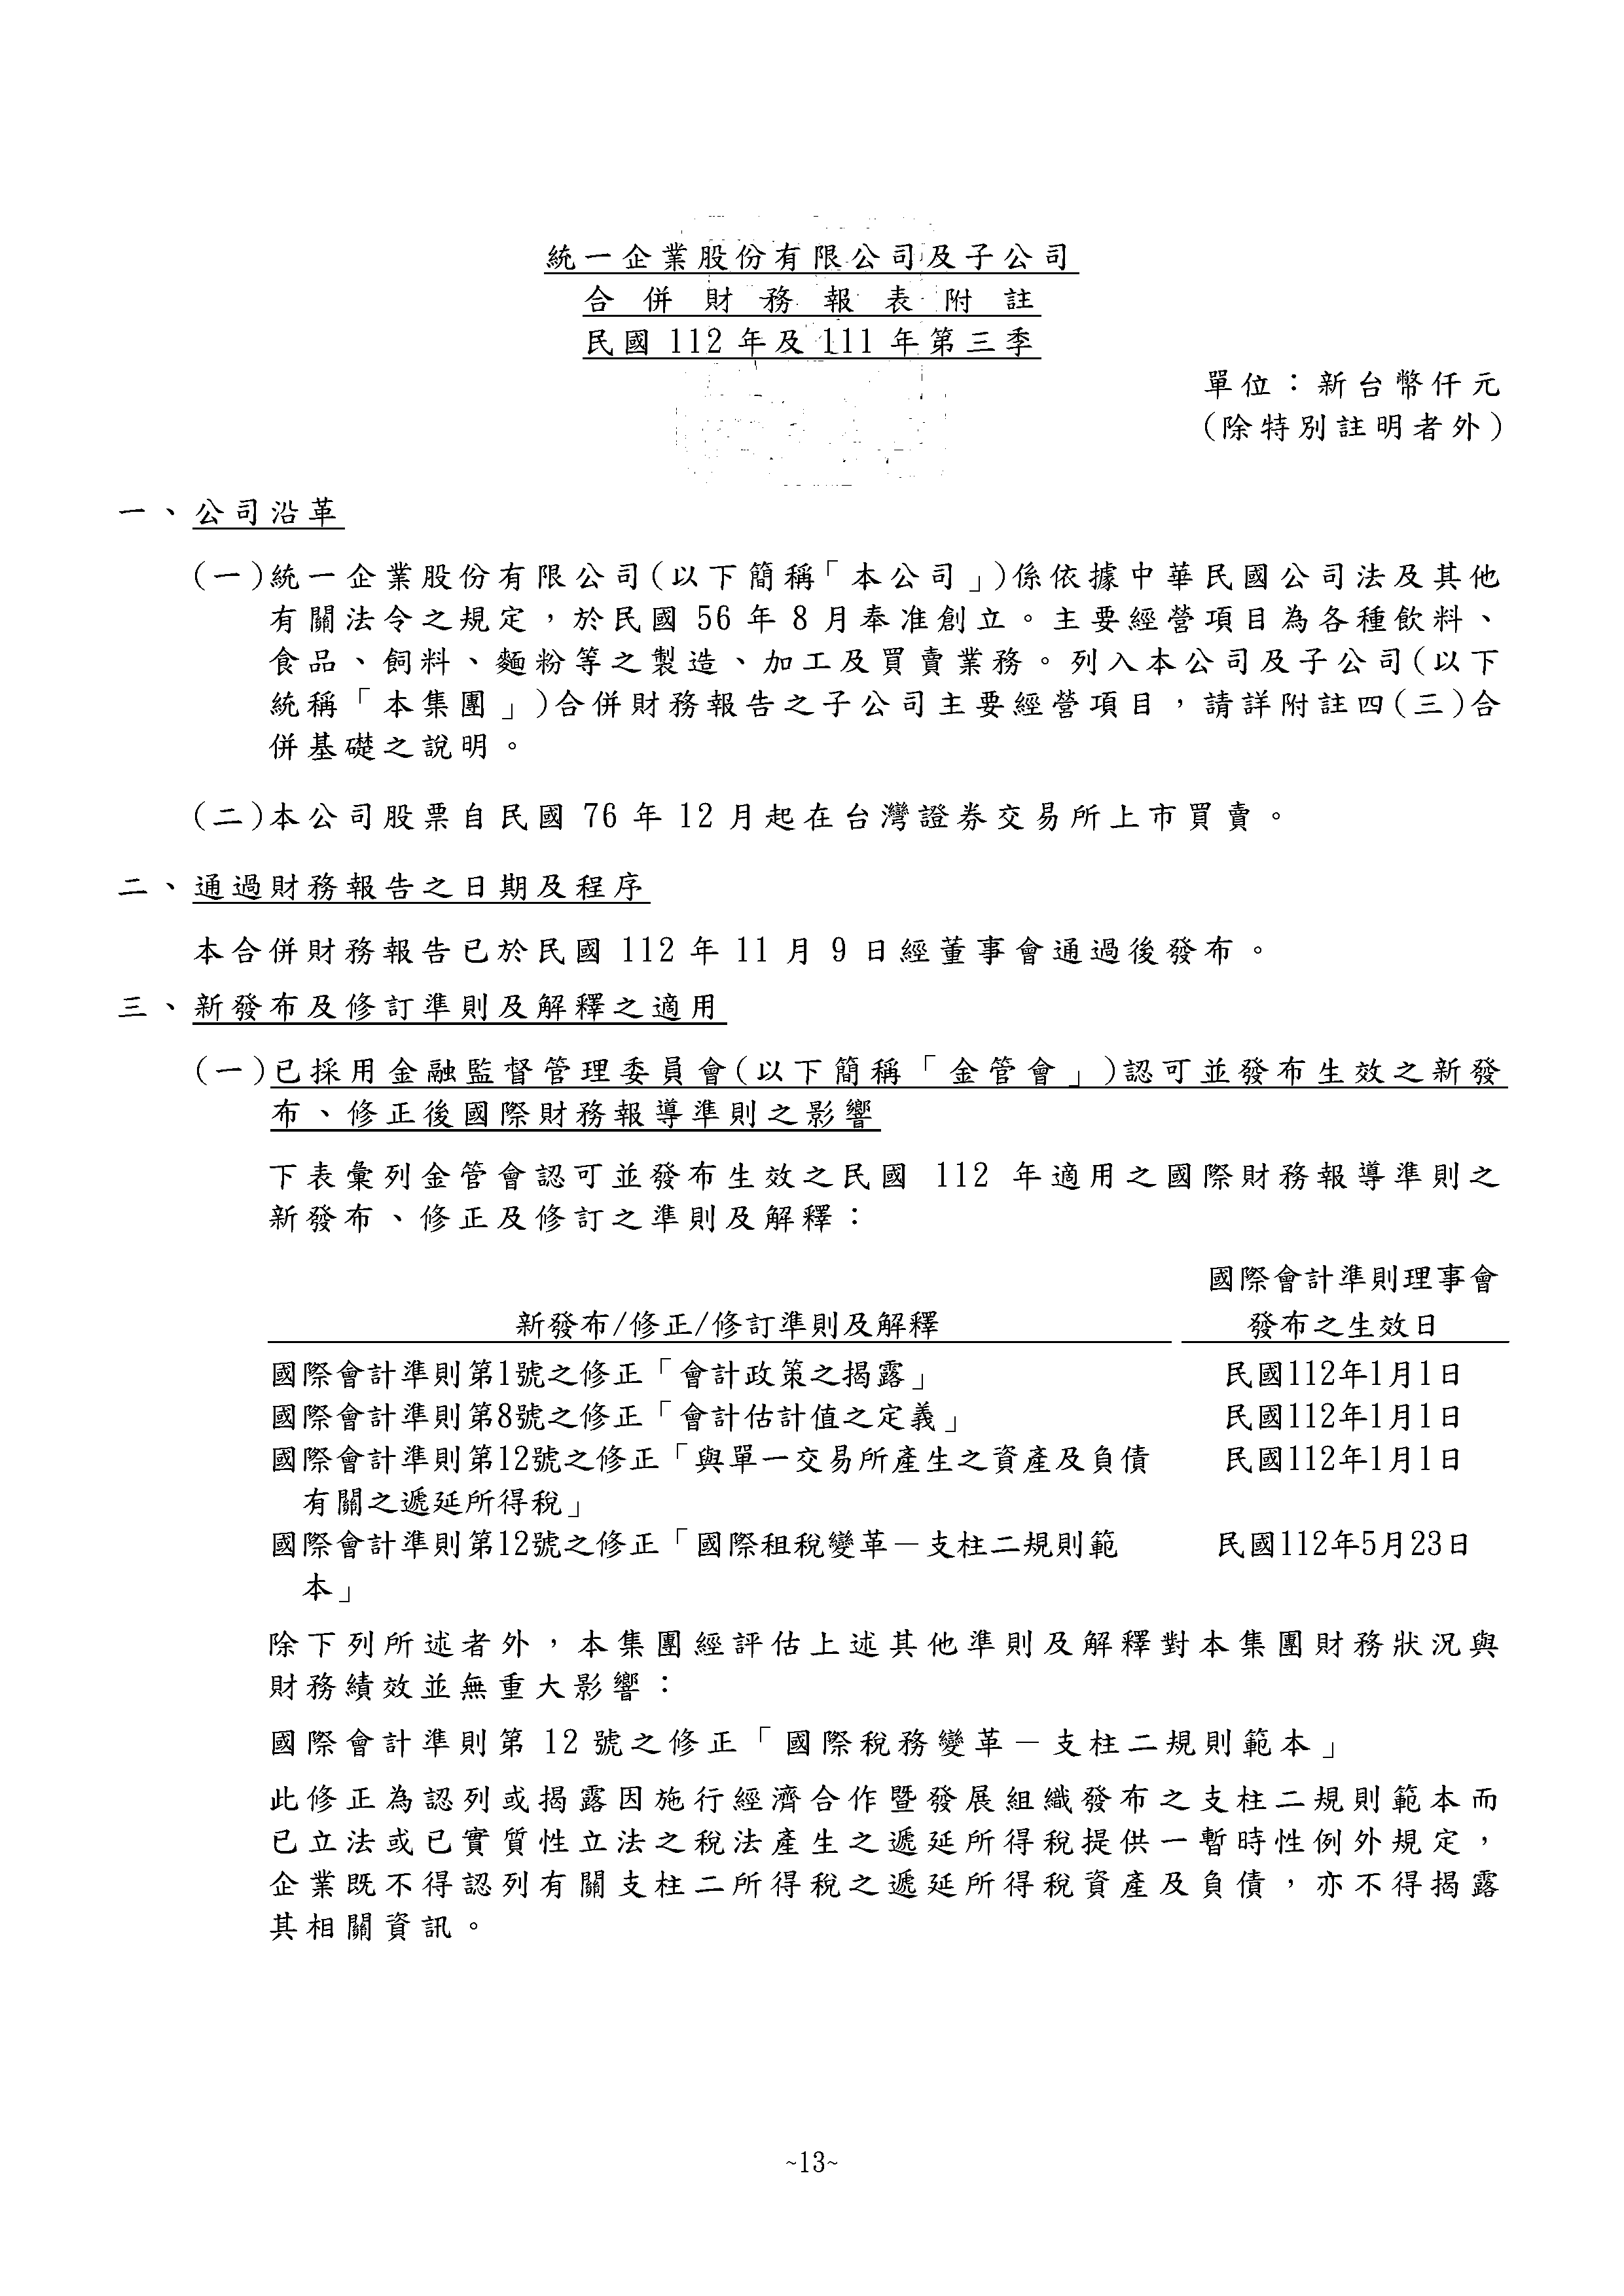 統一企業股份有限公司及子公司
合併財務報表附註
民國 112 年及 111 年第三季
單位：新台幣仟元
(除特別註明者外)
一、公司沿革
(一)統一企業股份有限公司(以下簡稱「本公司」)係依據中華民國公司法及其他
有關法令之規定，於民國 56 年 8 月奉准創立。主要經營項目為各種飲料、
食品、飼料、麵粉等之製造、加工及買賣業務。列入本公司及子公司(以下
統稱「本集團」)合併財務報告之子公司主要經營項目，請詳附註四(三)合
併基礎之說明。
(二)本公司股票自民國 76 年 12 月起在台灣證券交易所上市買賣。
二、通過財務報告之日期及程序
本合併財務報告已於民國 112 年 11 月 9 日經董事會通過後發布。
三、新發布及修訂準則及解釋之適用
(一)已採用金融監督管理委員會(以下簡稱「金管會」)認可並發布生效之新發
布、修正後國際財務報導準則之影響
下表彙列金管會認可並發布生效之民國 112 年適用之國際財務報導準則之
新發布、修正及修訂之準則及解釋：
國際會計準則理事會
新發布/修正/修訂準則及解釋 發布之生效日
國際會計準則第1號之修正「會計政策之揭露」 民國112年1月1日
國際會計準則第8號之修正「會計估計值之定義」 民國112年1月1日
國際會計準則第12號之修正「與單一交易所產生之資產及負債 民國112年1月1日
有關之遞延所得稅」
國際會計準則第12號之修正「國際租稅變革－支柱二規則範 民國112年5月23日
本」
除下列所述者外，本集團經評估上述其他準則及解釋對本集團財務狀況與
財務績效並無重大影響：
國際會計準則第 12 號之修正「國際稅務變革－支柱二規則範本」
此修正為認列或揭露因施行經濟合作暨發展組織發布之支柱二規則範本而
已立法或已實質性立法之稅法產生之遞延所得稅提供一暫時性例外規定，
企業既不得認列有關支柱二所得稅之遞延所得稅資產及負債，亦不得揭露
其相關資訊。
~13~